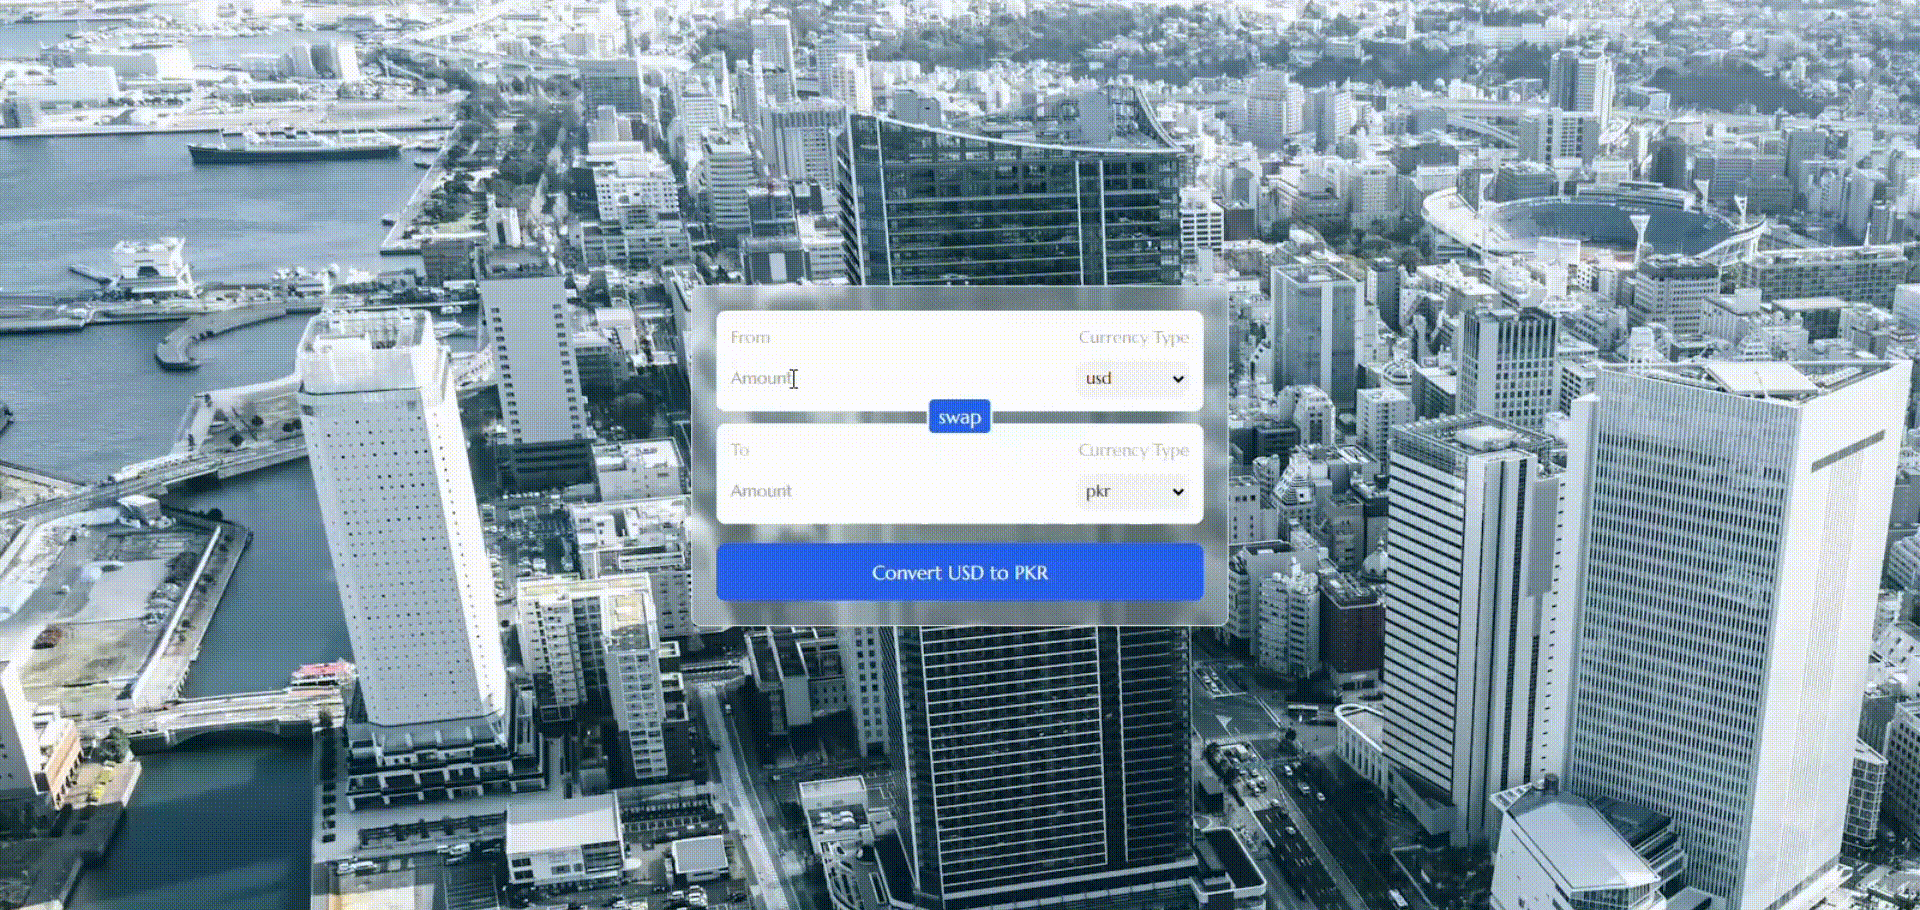 From Currency Type
Amount usd
swap
To Currency Type
Amount pkr
Convert USD to PKR